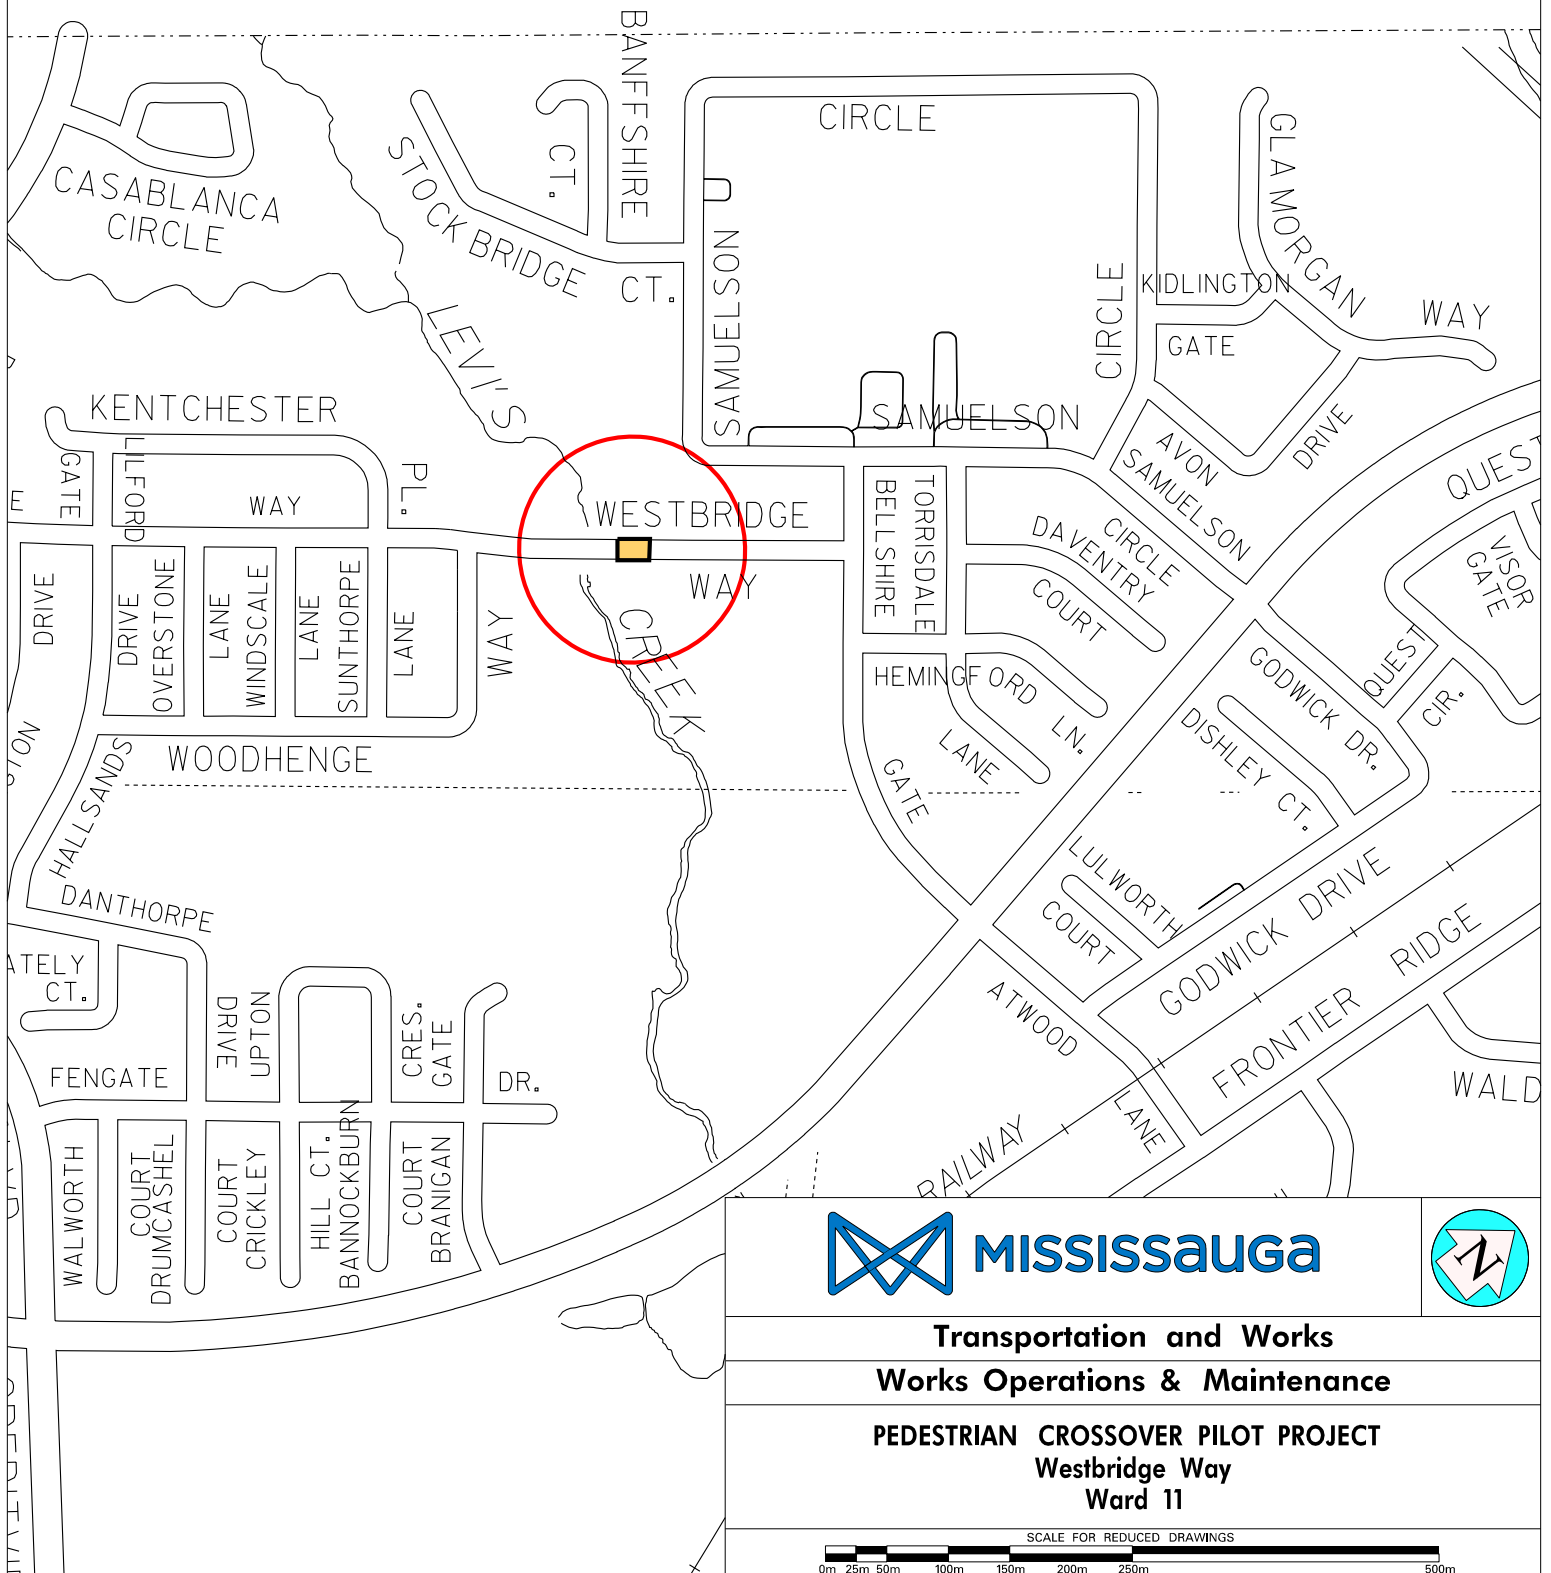 BANFFSHIRE
CT.
CIRCLE
GLAMORGAN
WAY
CASABLANCA
CIRCLE
STOCKBRIDGE
CT.
SAMUELSON
CIRCLE
KIDLINGTON
GATE
LEVI'S
CREEK
KENTCHESTER
PL.
SAMUELSON
AVON
DRIVE
SAMUELSON
CIRCLE
QUEST
GATE
LILFORD
WAY
WESTBRIDGE
WAY
BELLSHIRE
TORRISDALE
DAVENTRY
COURT
VISOR
GATE
DRIVE
DRIVE
OVERSTONE
LANE
WINDSCALE
LANE
SUNTHORPE
LANE
WAY
HEMINGFORD
LN.
LANE
GATE
GODWICK DR.
QUEST
CIR.
DISHLEY CT.
HALLSANDS
WOODHENGE
DANTHORPE
LULWORTH
COURT
GODWICK DRIVE
FRONTIER RIDGE
ATELY
CT.
DRIVE
UPTON
CRES.
GATE
ATWOOD
LANE
FENGATE
DR.
WALD
WALWORTH
COURT
DRUMCASHEL
COURT
CRICKLEY
HILL CT.
BANNOCKBURN
COURT
BRANIGAN
RAILWAY
MISSISSauGa
N
Transportation and Works
Works Operations & Maintenance
PEDESTRIAN CROSSOVER PILOT PROJECT
Westbridge Way
Ward 11
SCALE FOR REDUCED DRAWINGS
0m 25m 50m 100m 150m 200m 250m 500m